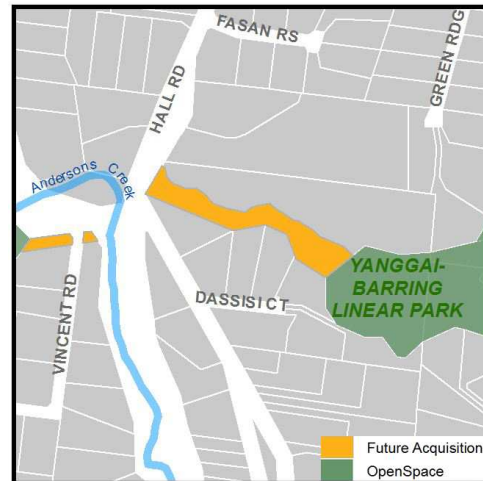 FASAN RS
HALL RD
GREEN RDG
Andersons Creek
YANGGAI-
BARRING
LINEAR PARK
DASSISI CT
VINCENT RD
Future Acquisition
OpenSpace